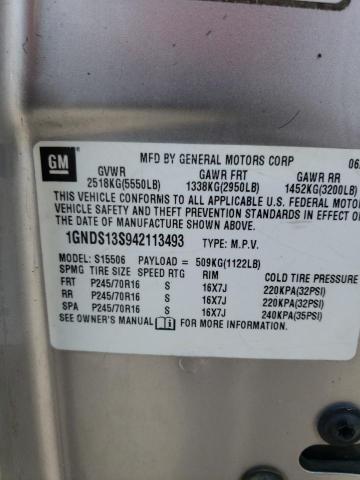 GM
MFD BY GENERAL MOTORS CORP 06
GVWR GAWR FRT GAWR RR
2518KG(5550LB) 1338KG(2950LB) 1452KG(3200LB)
THIS VEHICLE CONFORMS TO ALL APPLICABLE U.S. FEDERAL MOTOR
VEHICLE SAFETY AND BUMPER STANDARDS IN EFFECT ON
THE DATE OF MANUFACTURE SHOWN ABOVE.
1GNDS13S942113493 TYPE: M.P.V.
MODEL: S15506 PAYLOAD = 509KG(1122LB)
SPMG TIRE SIZE SPEED RTG RIM COLD TIRE PRESSURE
FRT P245/70R16 S 16X7J 220KPA(32PSI)
RR P245/70R16 S 16X7J 220KPA(32PSI)
SPA P245/70R16 S 16X7J 240KPA(35PSI)
SEE OWNER'S MANUAL FOR MORE INFORMATION.